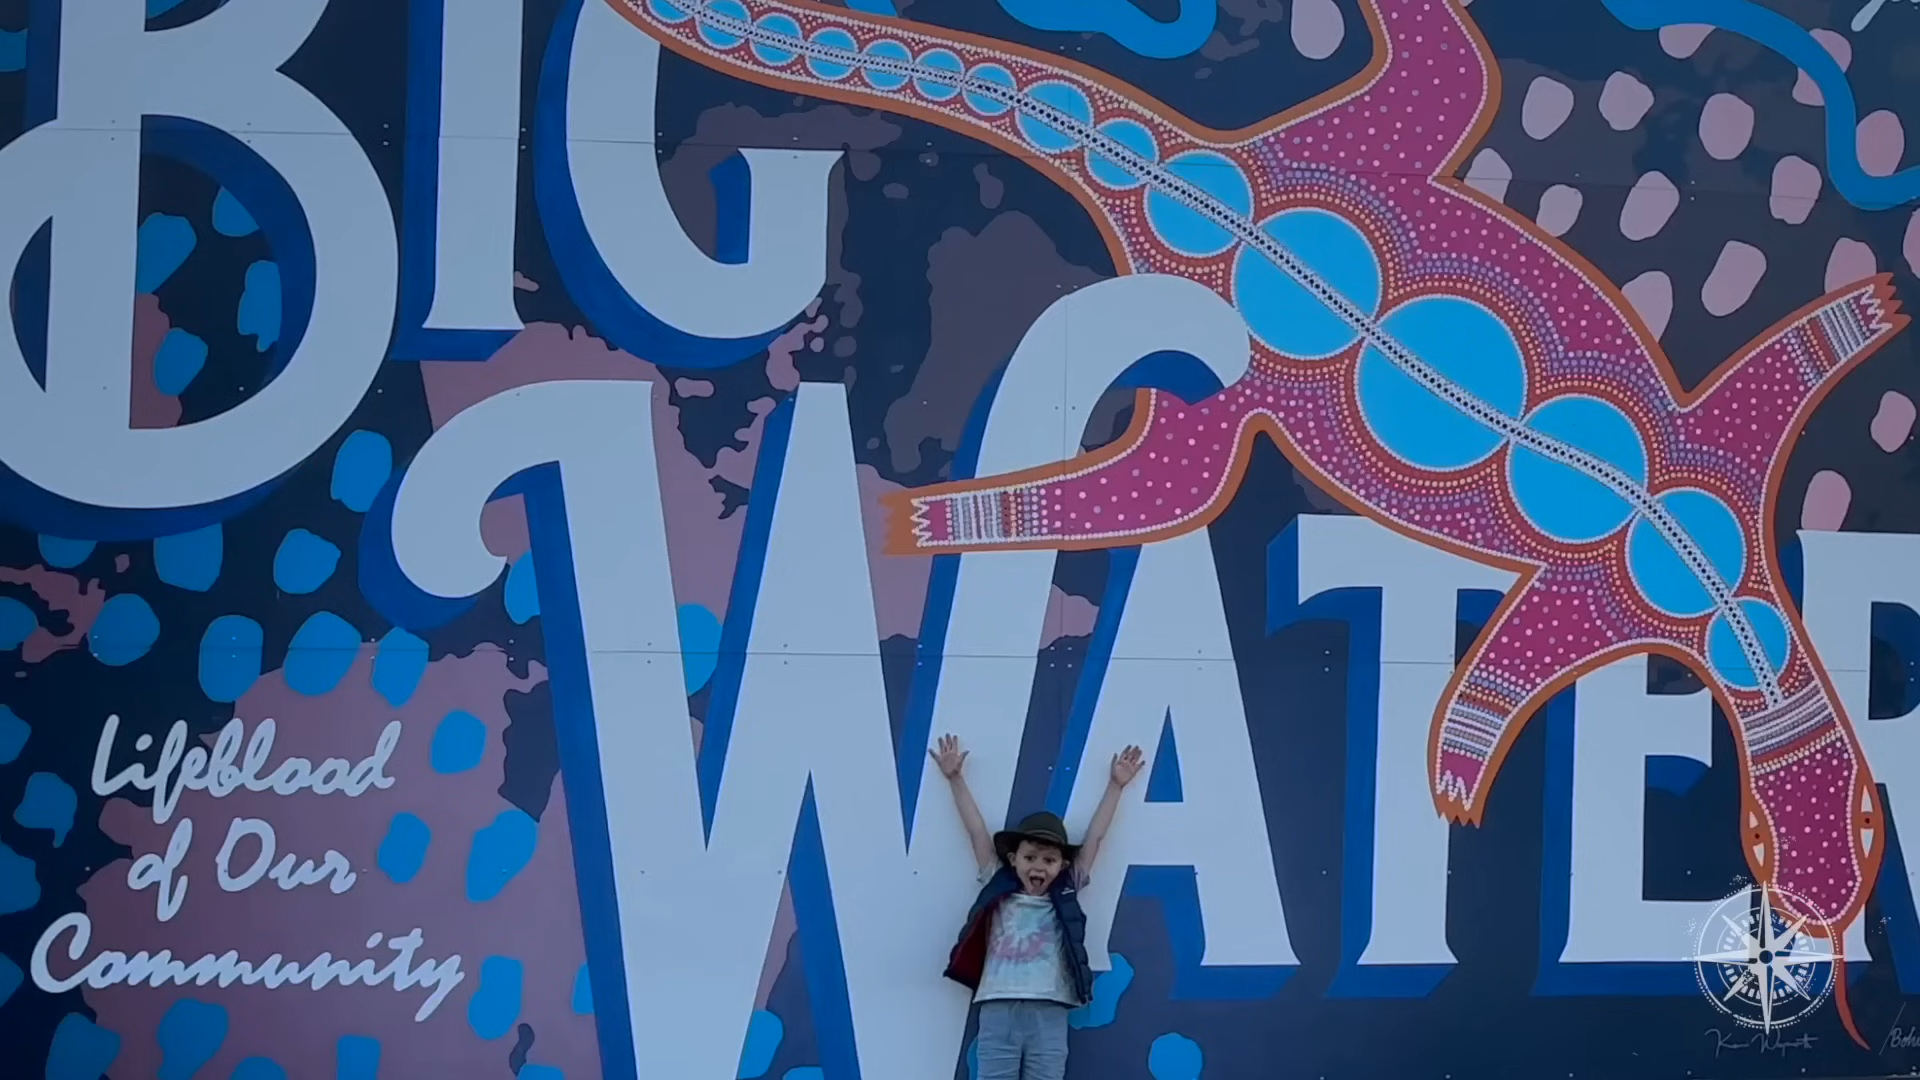 BIG
WATER
Lifeblood
of Our
Community